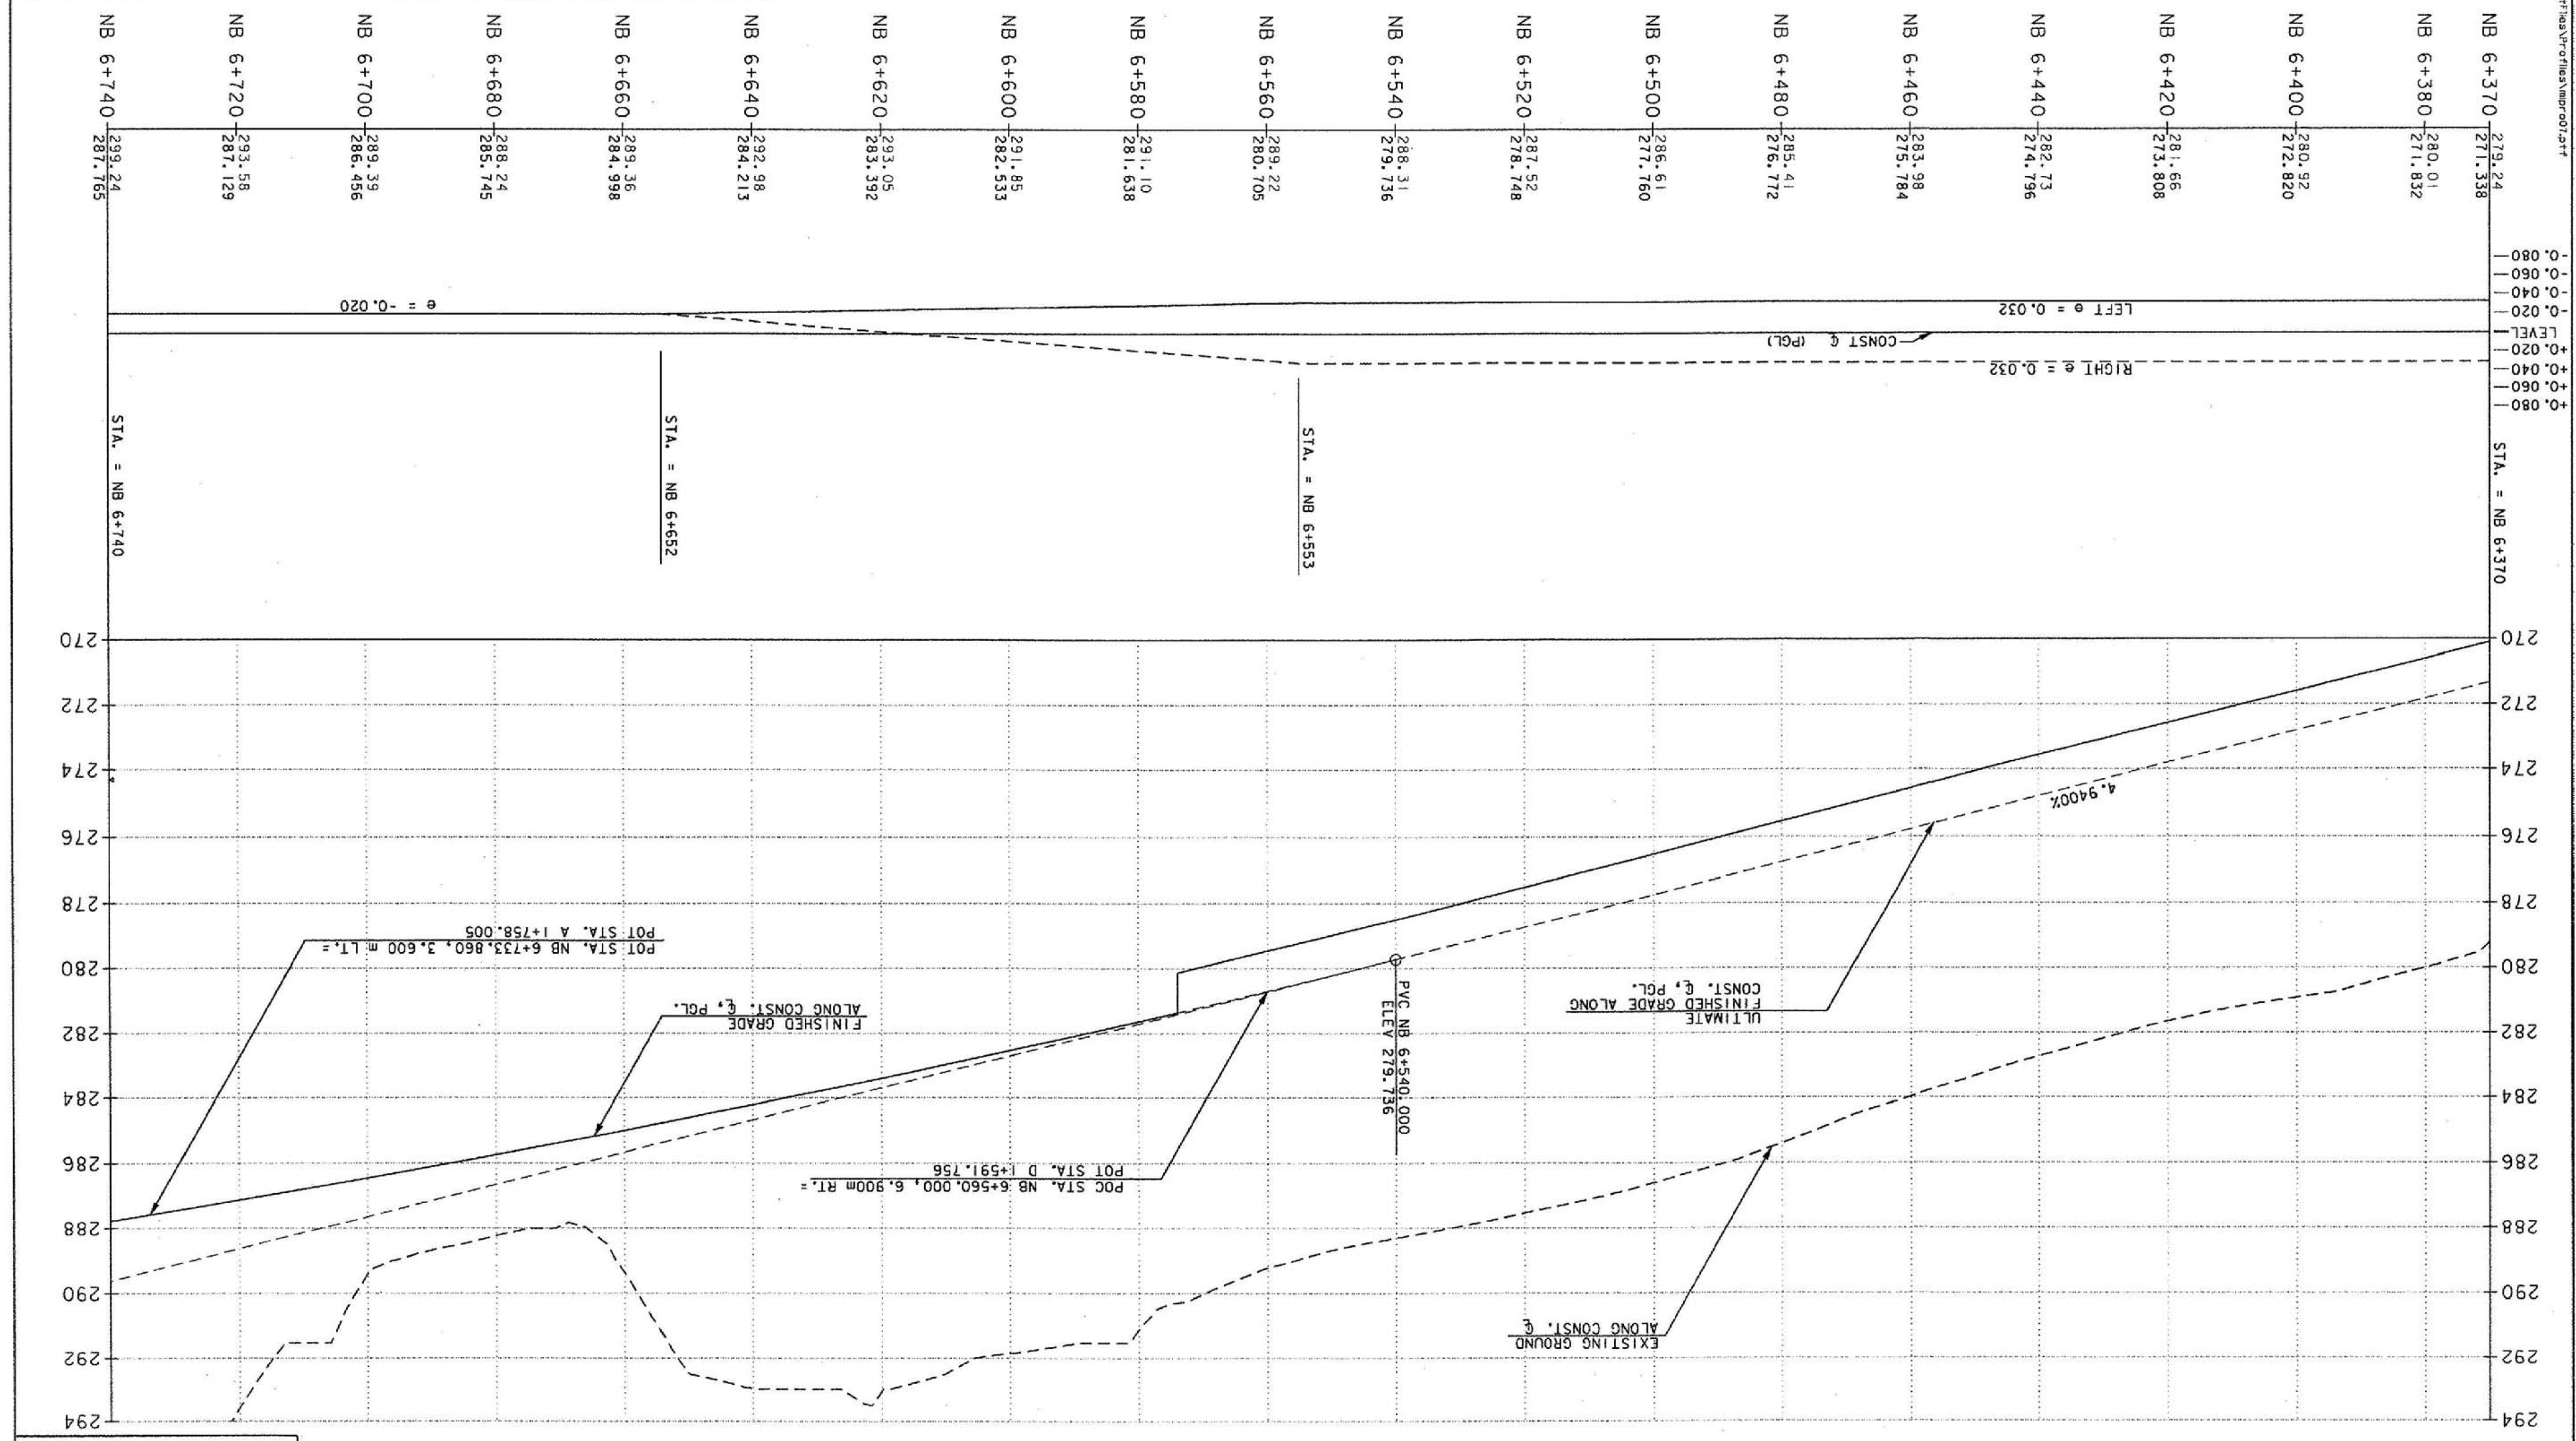 294
292
290
288
286
284
282
280
278
276
274
272
270
294
292
290
288
286
284
282
280
278
276
274
272
270
EXISTING GROUND
ALONG CONST. ℄
POC STA. NB 6+560.000, 6.900m RT. =
POT STA. D 1+591.756
PVC NB 6+540.000
ELEV 279.736
ULTIMATE
FINISHED GRADE ALONG
CONST. ℄, PGL.
FINISHED GRADE
ALONG CONST. ℄, PGL
POT STA. NB 6+733.860, 3.600 m LT. =
POT STA. A 1+758.005
4.9400%
STA. = NB 6+370
STA. = NB 6+553
STA. = NB 6+652
STA. = NB 6+740
+0.080
+0.060
+0.040
+0.020
LEVEL
-0.020
-0.040
-0.060
-0.080
RIGHT e = 0.032
CONST ℄ (PGL)
LEFT e = 0.032
e = -0.020
NB 6+370
279.24
271.338
NB 6+380
280.01
271.832
NB 6+400
280.92
272.820
NB 6+420
281.66
273.808
NB 6+440
282.73
274.796
NB 6+460
283.98
275.784
NB 6+480
285.41
276.772
NB 6+500
286.61
277.760
NB 6+520
287.52
278.748
NB 6+540
288.31
279.736
NB 6+560
289.22
280.705
NB 6+580
291.10
281.638
NB 6+600
291.85
282.533
NB 6+620
293.05
283.392
NB 6+640
292.98
284.213
NB 6+660
289.36
284.998
NB 6+680
288.24
285.745
NB 6+700
289.39
286.456
NB 6+720
293.58
287.129
NB 6+740
299.24
287.765